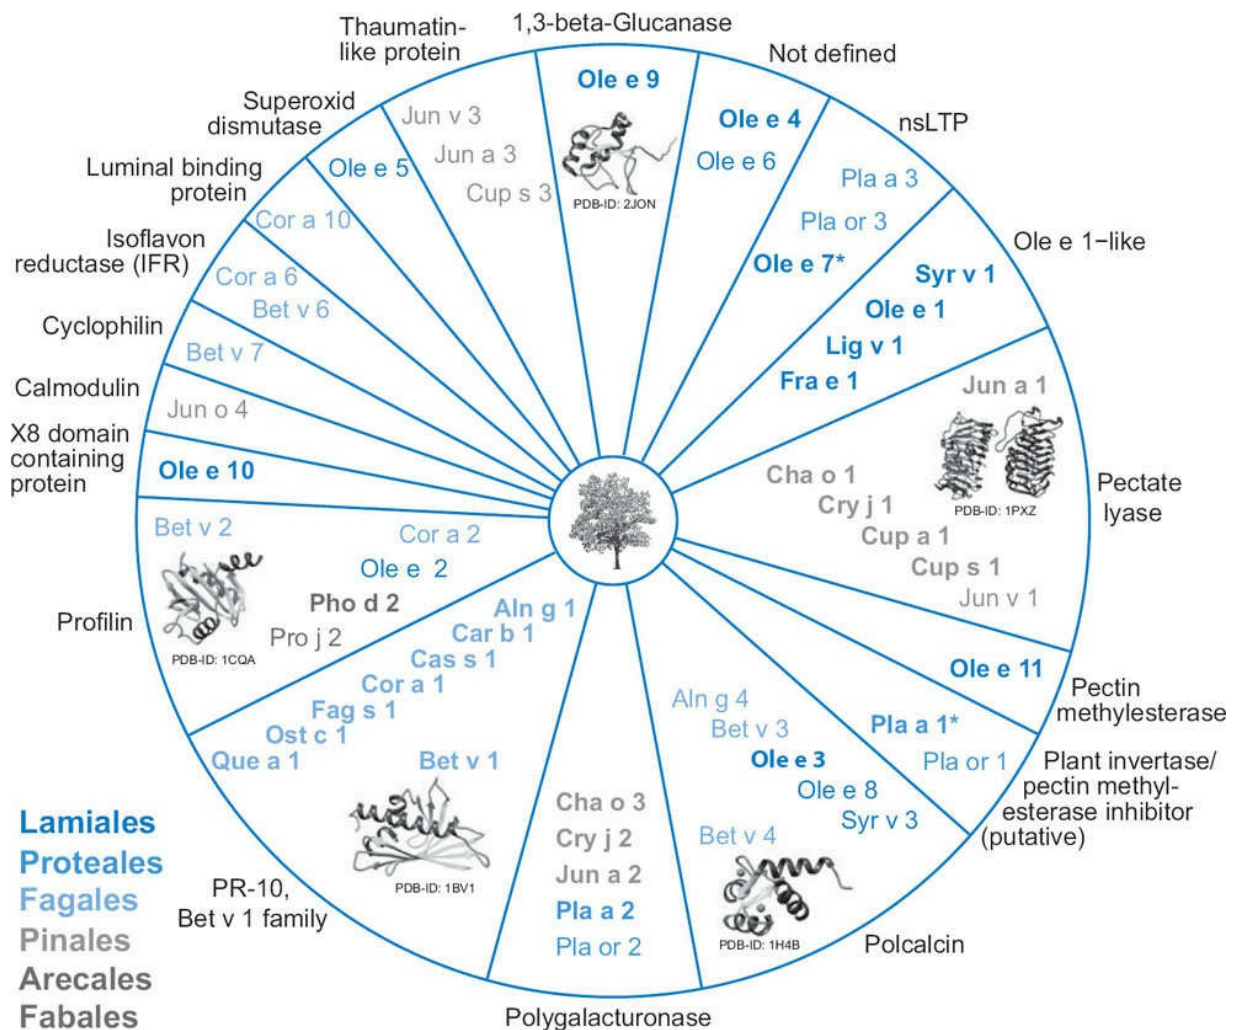 1,3-beta-Glucanase
Ole e 9
PDB-ID: 2JON
Not defined
Ole e 4
Ole e 6
nsLTP
Pla a 3
Pla or 3
Ole e 7*
Ole e 1–like
Syr v 1
Ole e 1
Lig v 1
Fra e 1
Pectate
lyase
Jun a 1
PDB-ID: 1PXZ
Cha o 1
Cry j 1
Cup a 1
Cup s 1
Jun v 1
Pectin
methylesterase
Ole e 11
Plant invertase/
pectin methyl-
esterase inhibitor
(putative)
Pla a 1*
Pla or 1
Polcalcin
Aln g 4
Bet v 3
Ole e 3
Ole e 8
Syr v 3
Bet v 4
PDB-ID: 1H4B
Polygalacturonase
Cha o 3
Cry j 2
Jun a 2
Pla a 2
Pla or 2
PR-10,
Bet v 1 family
Aln g 1
Car b 1
Cas s 1
Cor a 1
Fag s 1
Ost c 1
Que a 1
Bet v 1
PDB-ID: 1BV1
Profilin
Bet v 2
Cor a 2
Ole e 2
Pho d 2
Pro j 2
PDB-ID: 1CQA
X8 domain
containing
protein
Ole e 10
Calmodulin
Jun o 4
Cyclophilin
Bet v 7
Isoflavon
reductase (IFR)
Cor a 6
Bet v 6
Luminal binding
protein
Cor a 10
Superoxid
dismutase
Ole e 5
Thaumatin-
like protein
Jun v 3
Jun a 3
Cup s 3
Lamiales
Proteales
Fagales
Pinales
Arecales
Fabales